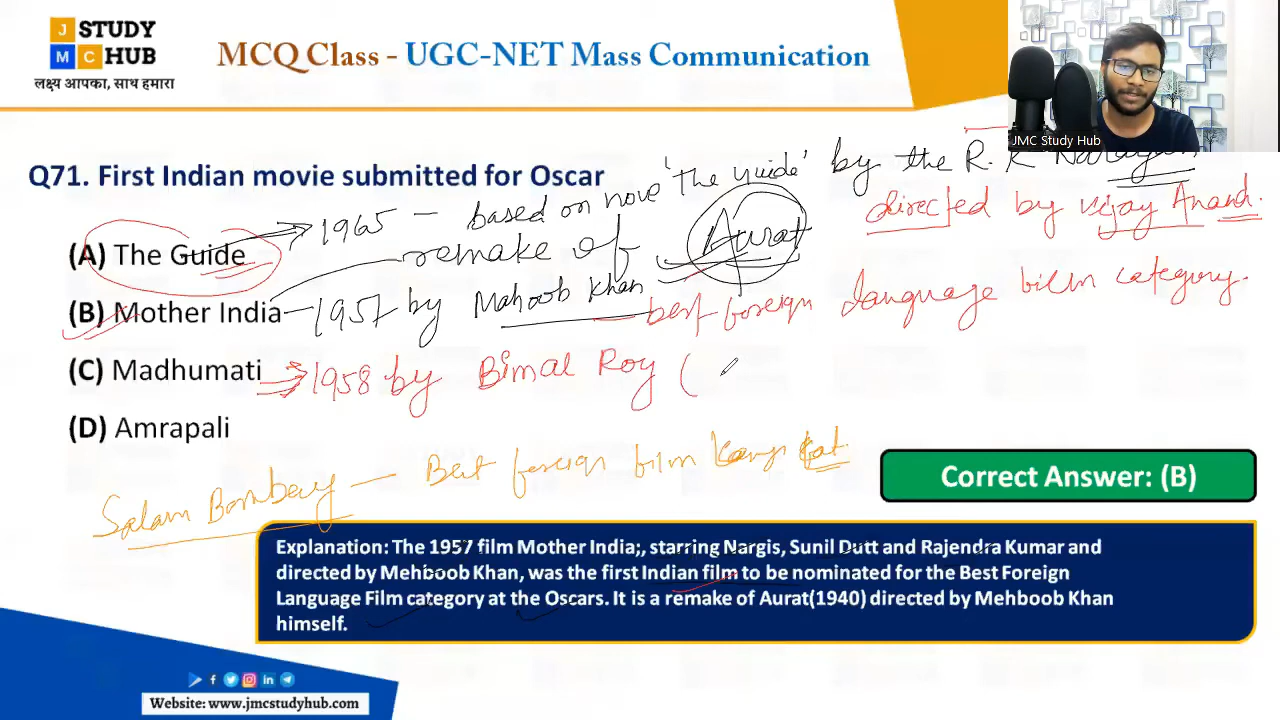 J STUDY
M C HUB
लक्ष्य आपका, साथ हमारा
MCQ Class - UGC-NET Mass Communication
JMC Study Hub
Q71. First Indian movie submitted for Oscar
(A) The Guide
1965 - based on nove 'The Guide' by the R. K Narayan
directed by Vijay Anand.
remake of Aurat
(B) Mother India
1957 by Mahoob Khan
best foreign language film category.
(C) Madhumati
1958 by Bimal Roy (
(D) Amrapali
Salam Bombay - Best foreign film cat.
Correct Answer: (B)
Explanation: The 1957 film Mother India;, starring Nargis, Sunil Dutt and Rajendra Kumar and
directed by Mehboob Khan, was the first Indian film to be nominated for the Best Foreign
Language Film category at the Oscars. It is a remake of Aurat(1940) directed by Mehboob Khan
himself.
Website: www.jmcstudyhub.com